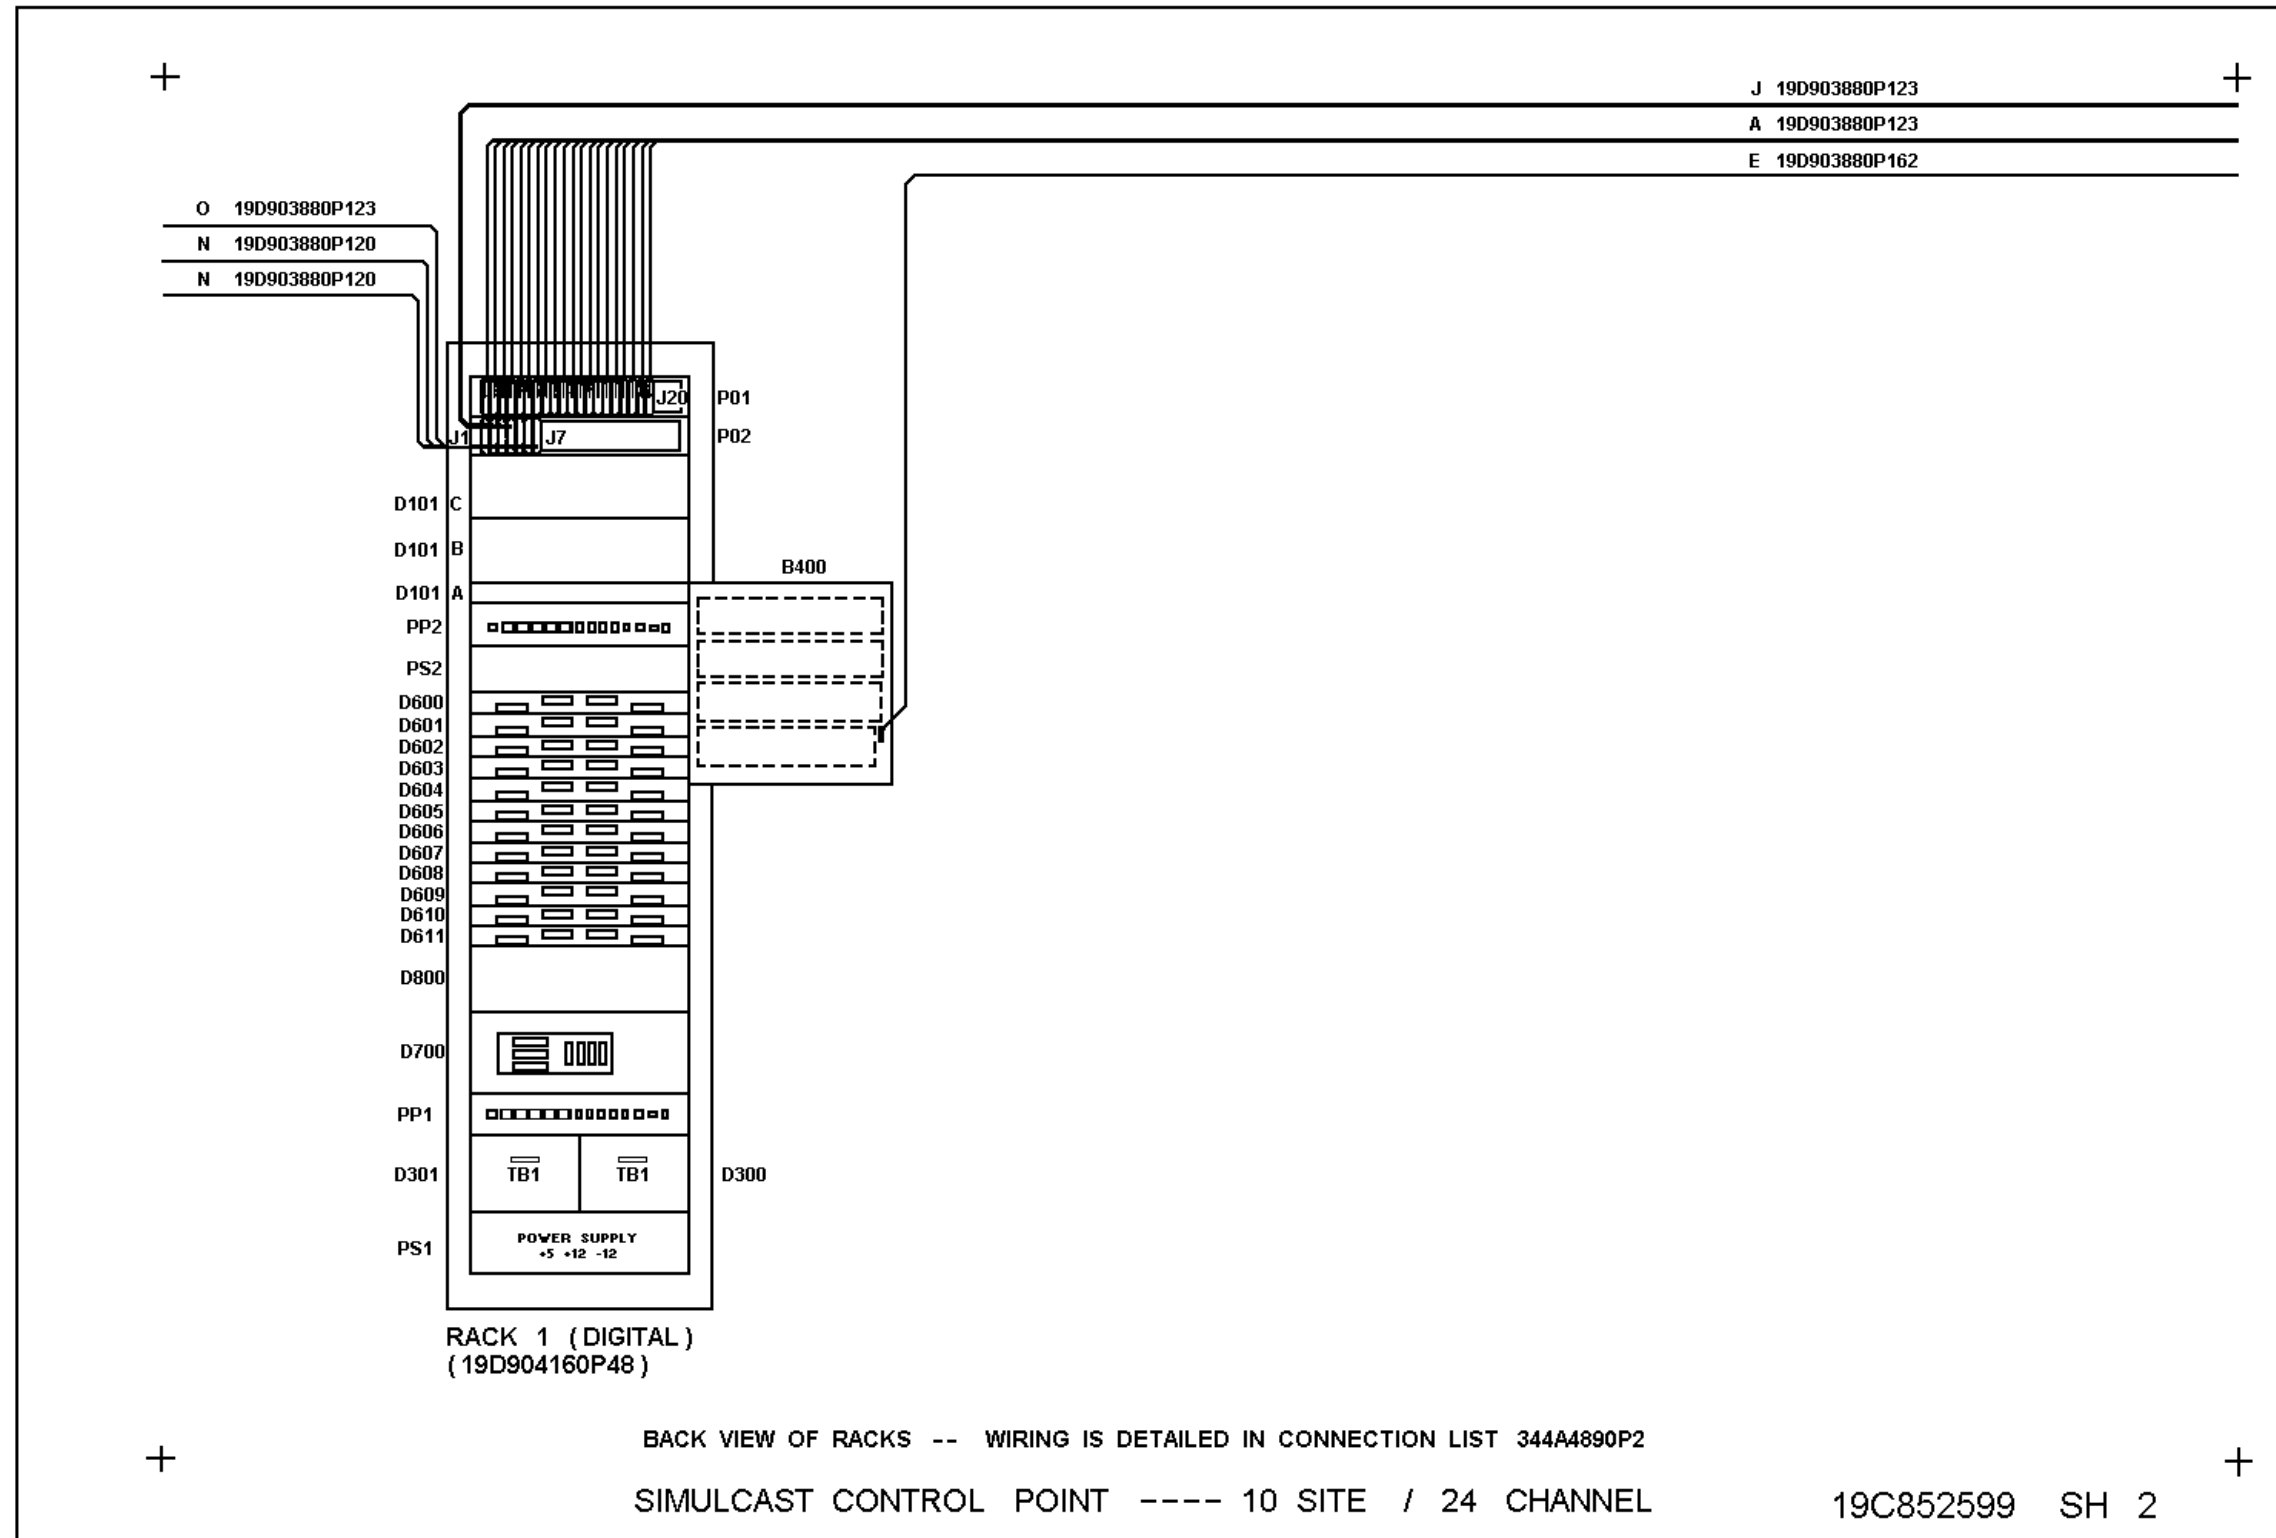 J 19D903880P123
A 19D903880P123
E 19D903880P162
O 19D903880P123
N 19D903880P120
N 19D903880P120
J20 P01
J1 J7 P02
D101 C
D101 B
B400
D101 A
PP2
PS2
D600
D601
D602
D603
D604
D605
D606
D607
D608
D609
D610
D611
D800
D700
PP1
D301 TB1 TB1 D300
PS1 POWER SUPPLY
+5 +12 -12
RACK 1 (DIGITAL)
(19D904160P48)
BACK VIEW OF RACKS -- WIRING IS DETAILED IN CONNECTION LIST 344A4890P2
SIMULCAST CONTROL POINT ---- 10 SITE / 24 CHANNEL
19C852599 SH 2